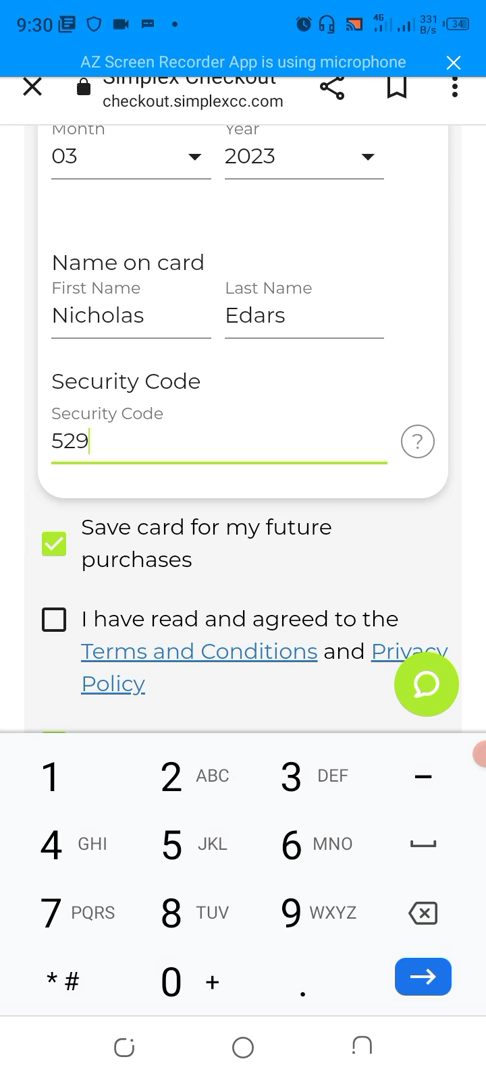 9:30
4G 331 B/s 34
AZ Screen Recorder App is using microphone
Simplex Checkout
checkout.simplexcc.com
Month Year
03 2023
Name on card
First Name Last Name
Nicholas Edars
Security Code
Security Code
529
?
Save card for my future
purchases
I have read and agreed to the
Terms and Conditions and Privacy
Policy
1 2 ABC 3 DEF –
4 GHI 5 JKL 6 MNO
7 PQRS 8 TUV 9 WXYZ
* # 0 + .